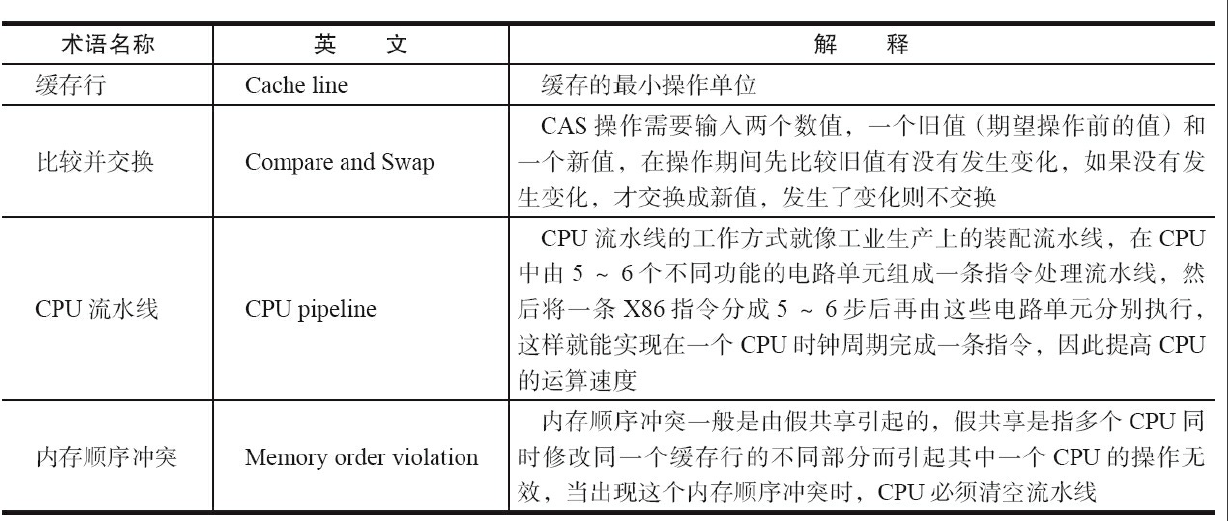 术语名称 英 文 解 释
缓存行 Cache line 缓存的最小操作单位
比较并交换 Compare and Swap CAS 操作需要输入两个数值，一个旧值（期望操作前的值）和
一个新值，在操作期间先比较旧值有没有发生变化，如果没有发
生变化，才交换成新值，发生了变化则不交换
CPU 流水线 CPU pipeline CPU 流水线的工作方式就像工业生产上的装配流水线，在 CPU
中由 5 ~ 6 个不同功能的电路单元组成一条指令处理流水线，然
后将一条 X86 指令分成 5 ~ 6 步后再由这些电路单元分别执行，
这样就能实现在一个 CPU 时钟周期完成一条指令，因此提高 CPU
的运算速度
内存顺序冲突 Memory order violation 内存顺序冲突一般是由假共享引起的，假共享是指多个 CPU 同
时修改同一个缓存行的不同部分而引起其中一个 CPU 的操作无
效，当出现这个内存顺序冲突时，CPU 必须清空流水线